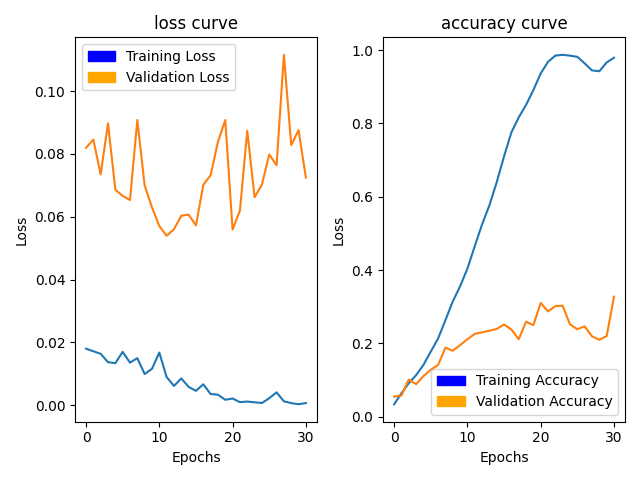 loss curve
Training Loss
Validation Loss
0.10
0.08
0.06
0.04
0.02
0.00
Loss
0
10
20
30
Epochs
accuracy curve
1.0
0.8
0.6
0.4
0.2
0.0
Loss
Training Accuracy
Validation Accuracy
0
10
20
30
Epochs